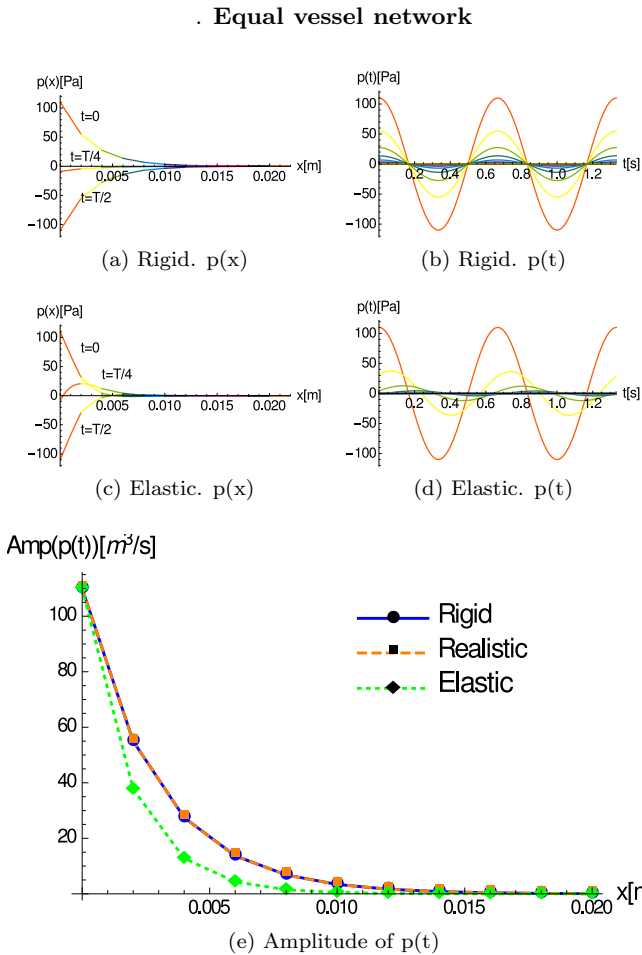 . Equal vessel network
p(x)[Pa]
100
50
0
−50
−100
t=0
t=T/4
t=T/2
0.005 0.010 0.015 0.020
x[m]
(a) Rigid. p(x)
p(t)[Pa]
100
50
0
−50
−100
0.2 0.4 0.6 0.8 1.0 1.2
t[s]
(b) Rigid. p(t)
p(x)[Pa]
100
50
0
−50
−100
t=0
t=T/4
t=T/2
0.005 0.010 0.015 0.020
x[m]
(c) Elastic. p(x)
p(t)[Pa]
100
50
0
−50
−100
0.2 0.4 0.6 0.8 1.0 1.2
t[s]
(d) Elastic. p(t)
Amp(p(t))[m³/s]
100
80
60
40
20
Rigid
Realistic
Elastic
0.005 0.010 0.015 0.020
x[m
(e) Amplitude of p(t)